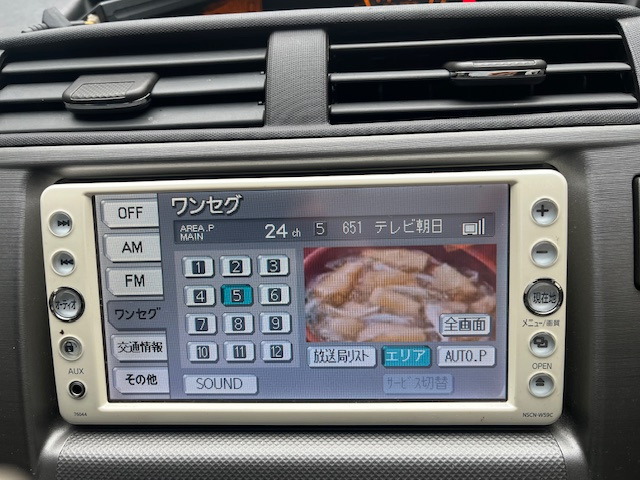 OFF
AM
FM
ワンセグ
交通情報
その他
ワンセグ
AREA.P
MAIN
24 ch 5 651 テレビ朝日
1 2 3
4 5 6
7 8 9
10 11 12
SOUND
全画面
放送局リスト エリア AUTO.P
サービス切替
オーディオ
AUX
現在地
メニュー/画質
OPEN
NSCN-W59C